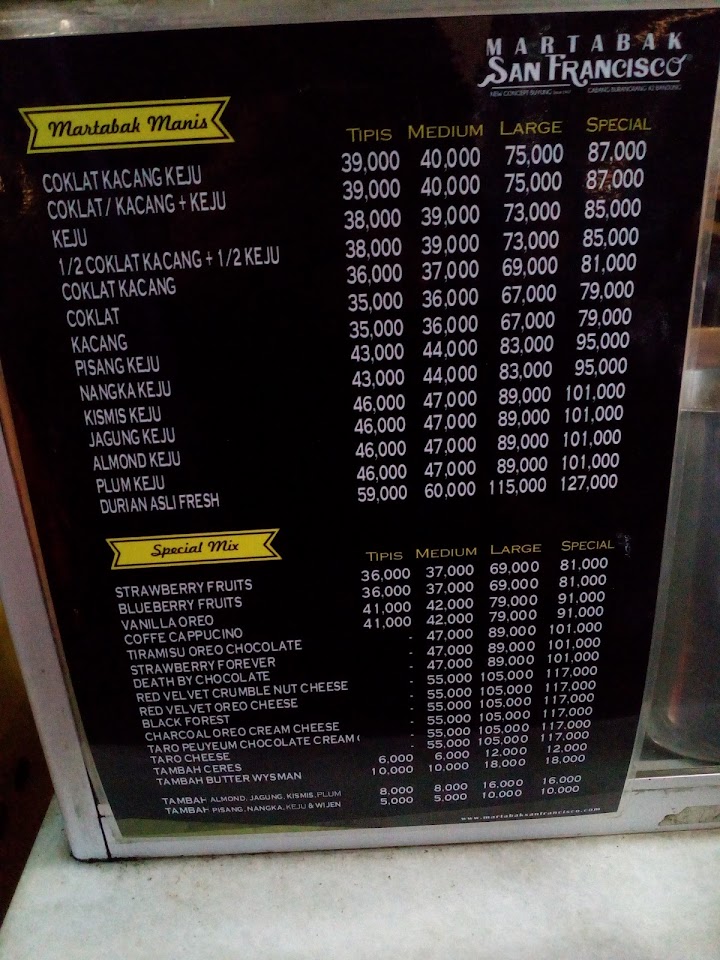 MARTABAK
SAN FRANCISCO
NEW CONCEPT BUYUNG CABANG BURANGRANG 42 BANDUNG
Martabak Manis
TIPIS MEDIUM LARGE SPECIAL
COKLAT KACANG KEJU 39,000 40,000 75,000 87,000
COKLAT/ KACANG + KEJU 39,000 40,000 75,000 87,000
KEJU 38,000 39,000 73,000 85,000
1/2 COKLAT KACANG + 1/2 KEJU 38,000 39,000 73,000 85,000
COKLAT KACANG 36,000 37,000 69,000 81,000
COKLAT 35,000 36,000 67,000 79,000
KACANG 35,000 36,000 67,000 79,000
PISANG KEJU 43,000 44,000 83,000 95,000
NANGKA KEJU 43,000 44,000 83,000 95,000
KISMIS KEJU 46,000 47,000 89,000 101,000
JAGUNG KEJU 46,000 47,000 89,000 101,000
ALMOND KEJU 46,000 47,000 89,000 101,000
PLUM KEJU 46,000 47,000 89,000 101,000
DURIAN ASLI FRESH 59,000 60,000 115,000 127,000
Special Mix
TIPIS MEDIUM LARGE SPECIAL
STRAWBERRY FRUITS 36,000 37,000 69,000 81,000
BLUEBERRY FRUITS 36,000 37,000 69,000 81,000
VANILLA OREO 41,000 42,000 79,000 91,000
COFFE CAPPUCINO 41,000 42,000 79,000 91,000
TIRAMISU OREO CHOCOLATE - 47,000 89,000 101,000
STRAWBERRY FOREVER - 47,000 89,000 101,000
DEATH BY CHOCOLATE - 47,000 89,000 101,000
RED VELVET CRUMBLE NUT CHEESE - 55,000 105,000 117,000
RED VELVET OREO CHEESE - 55,000 105,000 117,000
BLACK FOREST - 55,000 105,000 117,000
CHARCOAL OREO CREAM CHEESE - 55,000 105,000 117,000
TARO PEUYEUM CHOCOLATE CREAM - 55,000 105,000 117,000
TARO CHEESE - 55,000 105,000 117,000
TAMBAH CERES 6,000 6,000 12,000 12,000
TAMBAH BUTTER WYSMAN 10,000 10,000 18,000 18,000
TAMBAH ALMOND, JAGUNG, KISMIS, PLUM 8,000 8,000 16,000 16,000
TAMBAH PISANG, NANGKA, KEJU & WIJEN 5,000 5,000 10,000 10,000
www.martabaksanfrancisco.com